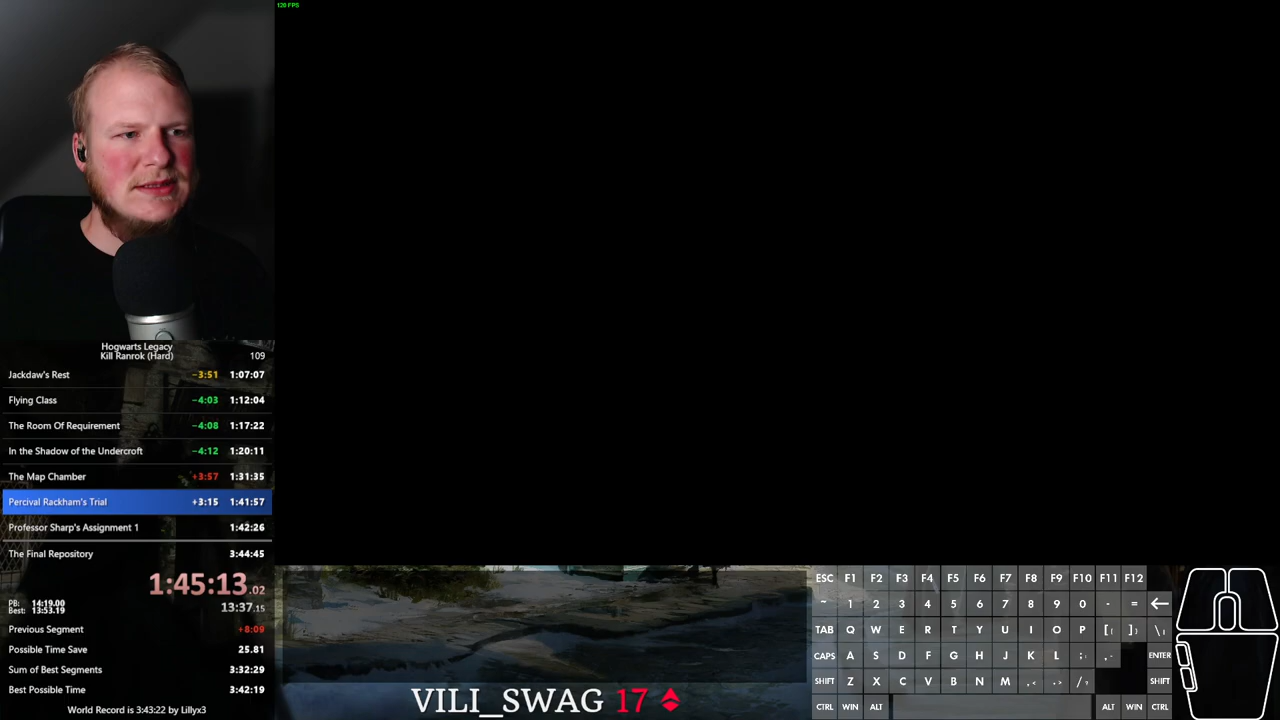 120 FPS
Hogwarts Legacy
Kill Ranrok (Hard) 109
Jackdaw's Rest −3:51 1:07:07
Flying Class −4:03 1:12:04
The Room Of Requirement −4:08 1:17:22
In the Shadow of the Undercroft −4:12 1:20:11
The Map Chamber +3:57 1:31:35
Percival Rackham's Trial +3:15 1:41:57
Professor Sharp's Assignment 1 1:42:26
The Final Repository 3:44:45
1:45:13.02
PB: 14:19.00
Best: 13:53.19
13:37.15
Previous Segment +8:09
Possible Time Save 25.81
Sum of Best Segments 3:32:29
Best Possible Time 3:42:19
World Record is 3:43:22 by Lillyx3
VILI_SWAG 17
ESC F1 F2 F3 F4 F5 F6 F7 F8 F9 F10 F11 F12
~ 1 2 3 4 5 6 7 8 9 0 - = ←
TAB Q W E R T Y U I O P [{ ]} \|
CAPS A S D F G H J K L ;: ,. ENTER
SHIFT Z X C V B N M ,< .> /? SHIFT
CTRL WIN ALT ALT WIN CTRL